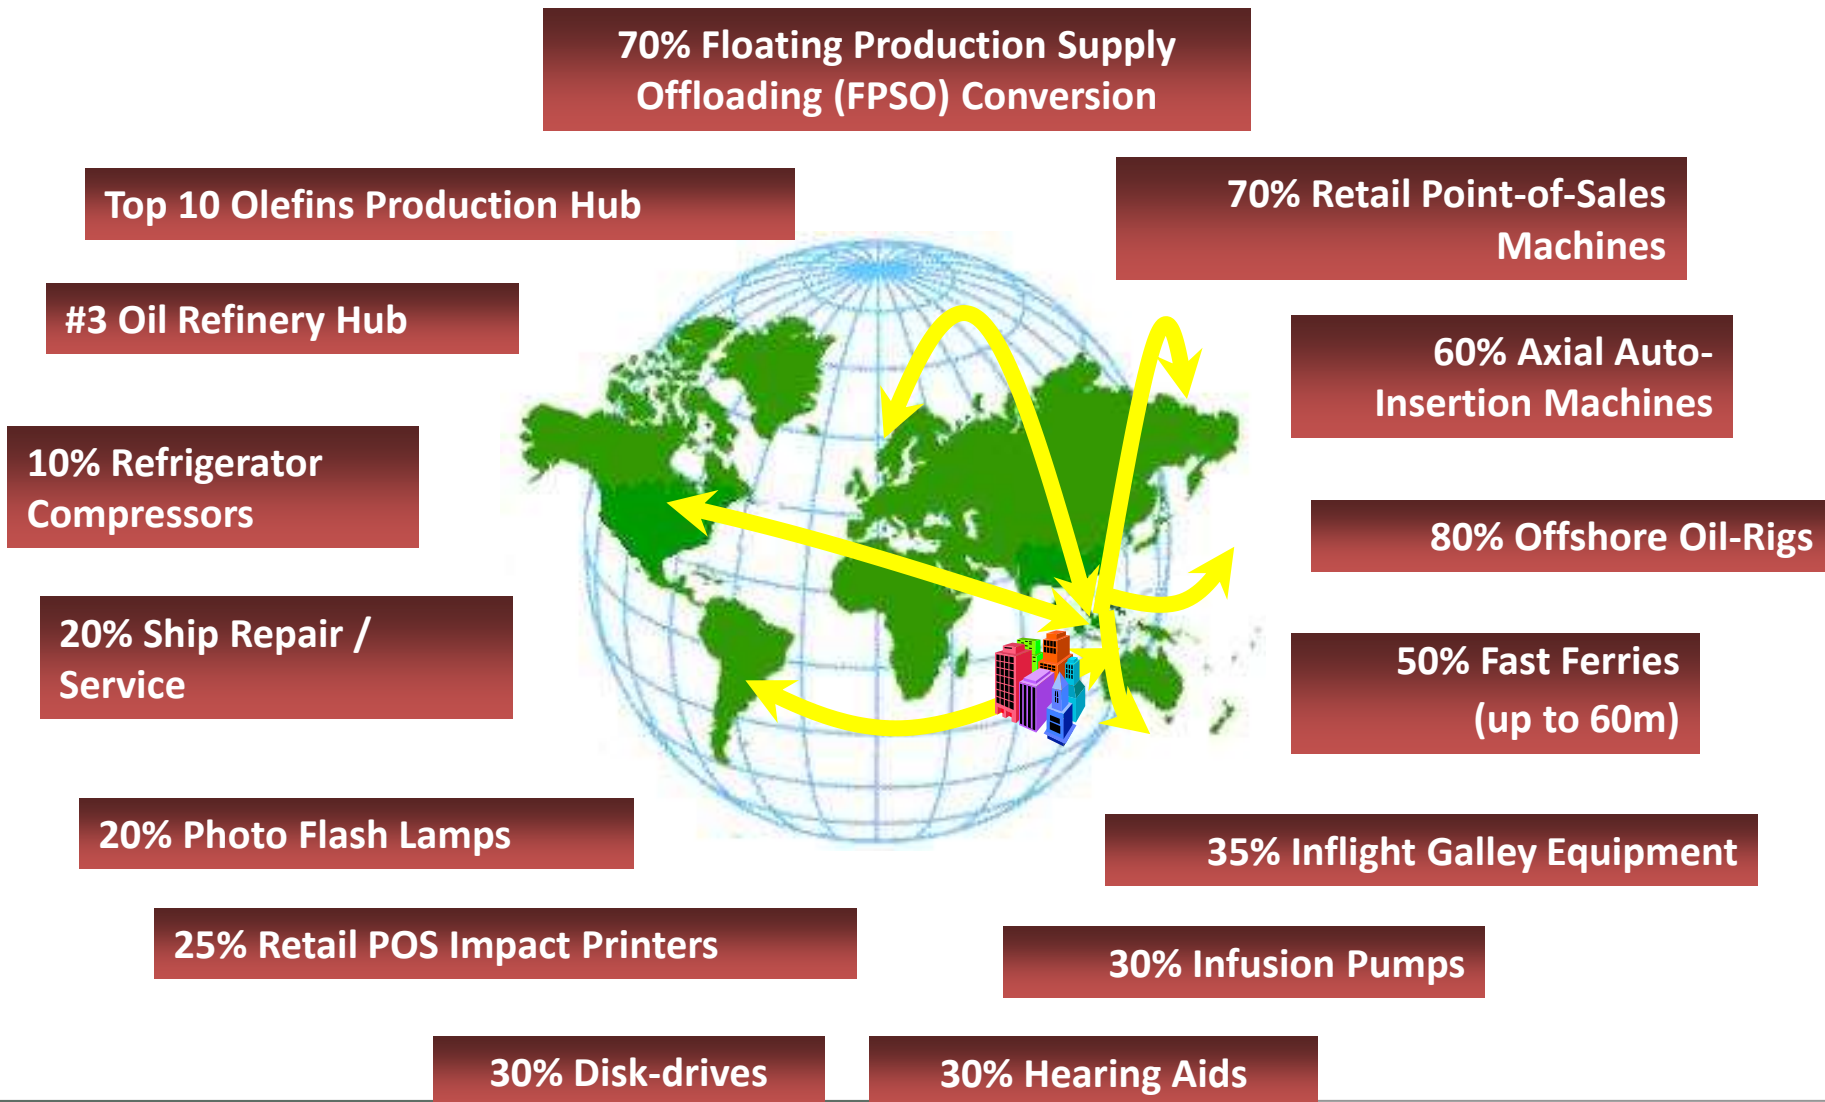 70% Floating Production Supply
Offloading (FPSO) Conversion
Top 10 Olefins Production Hub
70% Retail Point-of-Sales
Machines
#3 Oil Refinery Hub
60% Axial Auto-
Insertion Machines
10% Refrigerator
Compressors
80% Offshore Oil-Rigs
20% Ship Repair /
Service
50% Fast Ferries
(up to 60m)
20% Photo Flash Lamps
35% Inflight Galley Equipment
25% Retail POS Impact Printers
30% Infusion Pumps
30% Disk-drives
30% Hearing Aids